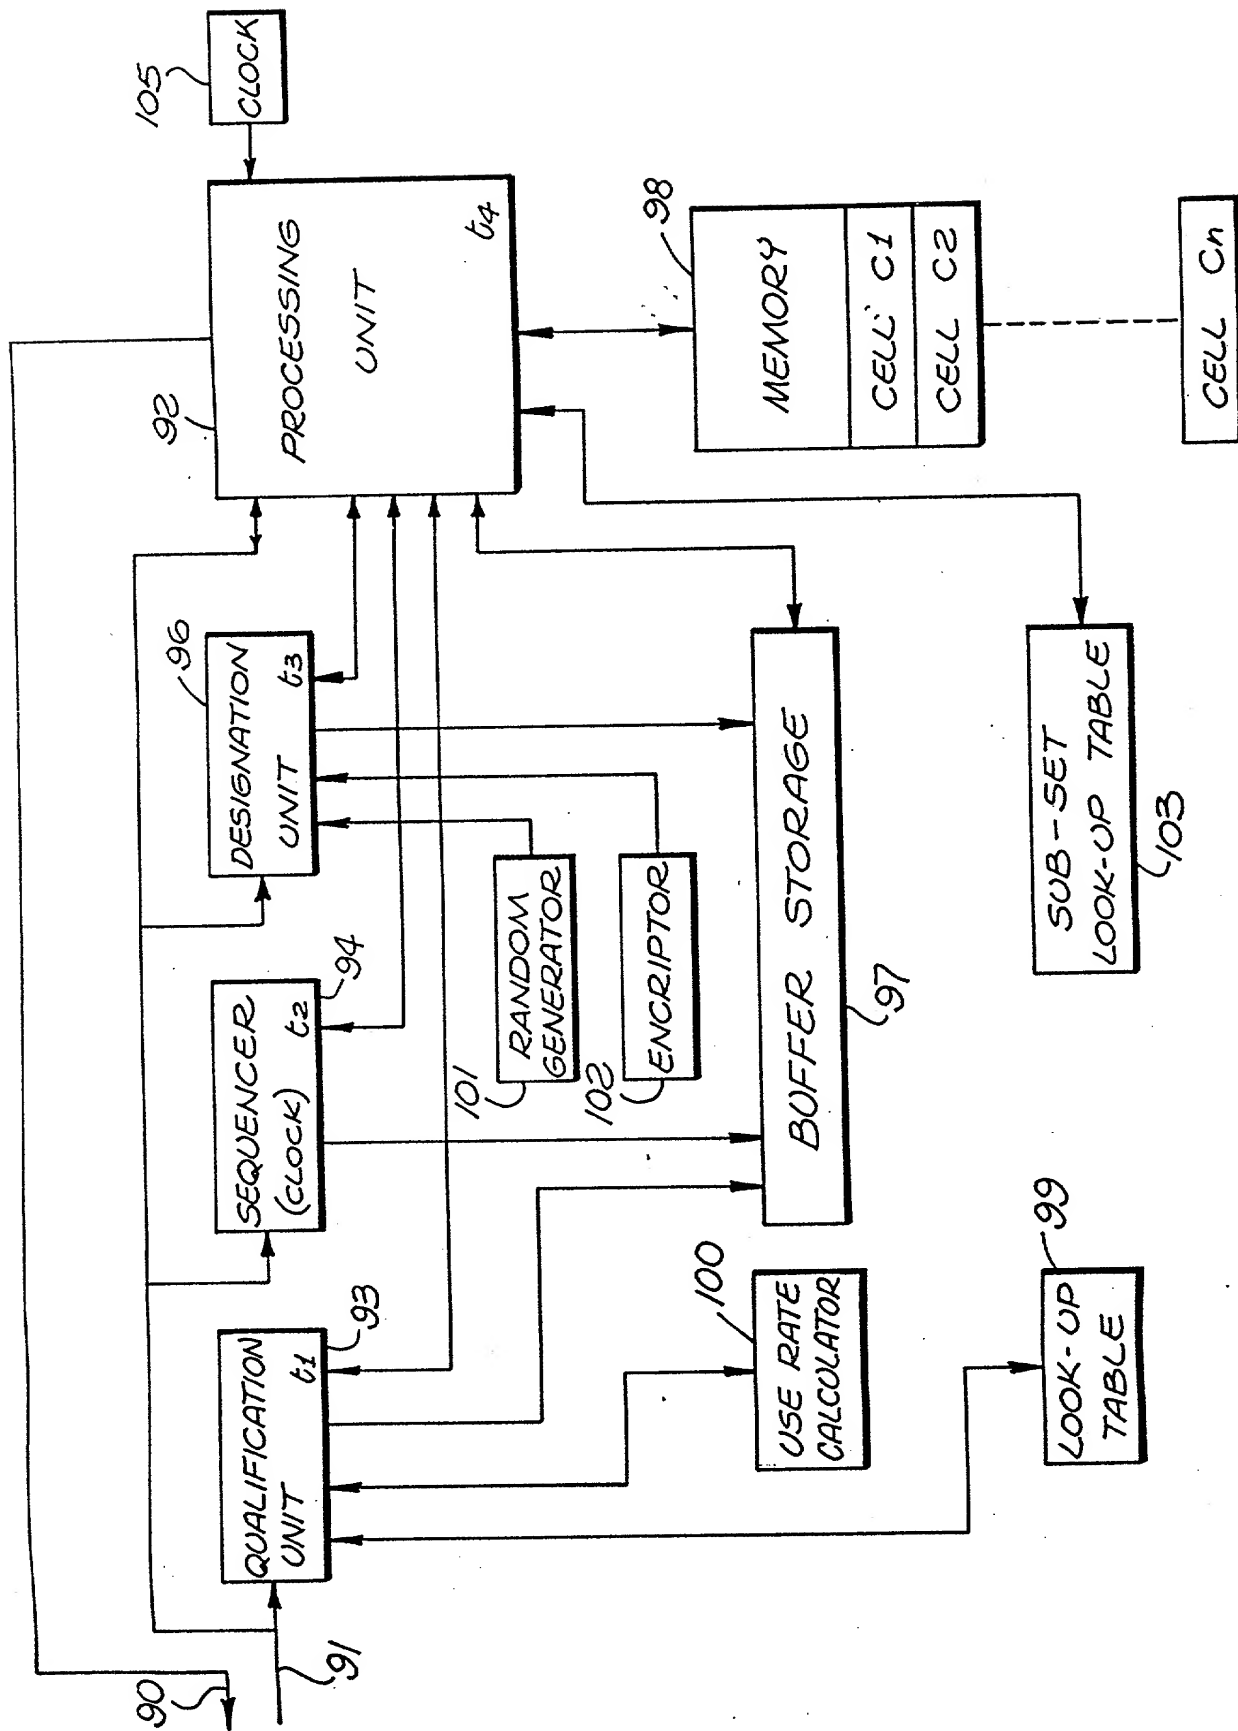 105
CLOCK
92
PROCESSING
UNIT
t4
98
MEMORY
CELL C1
CELL C2
CELL Cn
96
DESIGNATION
UNIT
t3
94
SEQUENCER
(CLOCK)
t2
93
QUALIFICATION
UNIT
t1
90
91
101
RANDOM
GENERATOR
102
ENCRIPTOR
BUFFER STORAGE
97
SUB-SET
LOOK-UP TABLE
103
100
USE RATE
CALCULATOR
99
LOOK-UP
TABLE